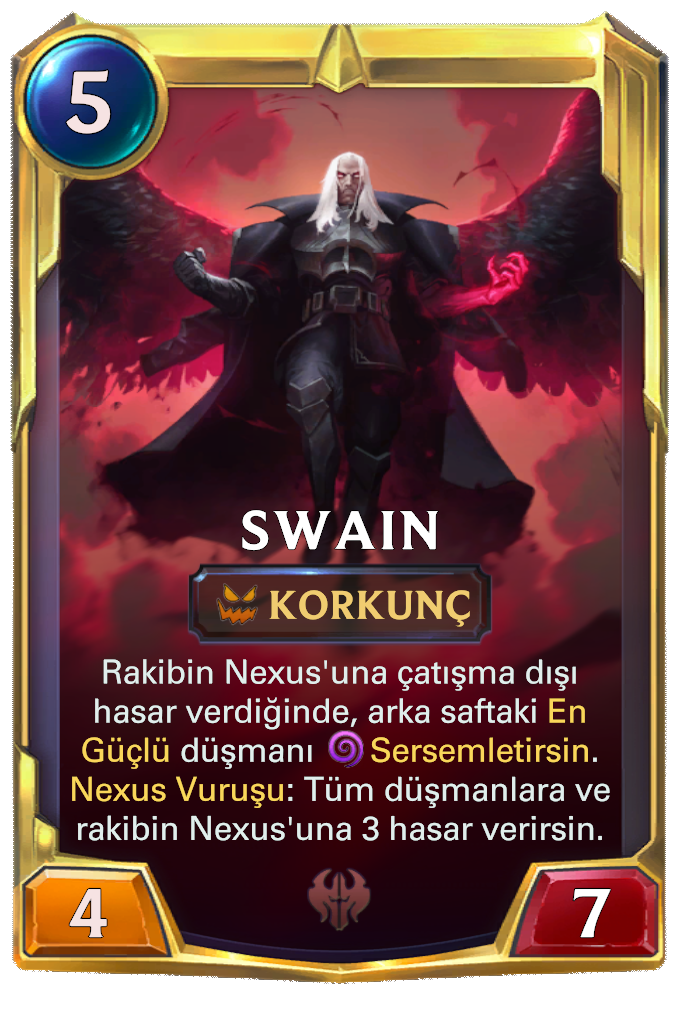 5
SWAIN
KORKUNÇ
Rakibin Nexus'una çatışma dışı
hasar verdiğinde, arka saftaki En
Güçlü düşmanı Sersemletirsin.
Nexus Vuruşu: Tüm düşmanlara ve
rakibin Nexus'una 3 hasar verirsin.
4
7